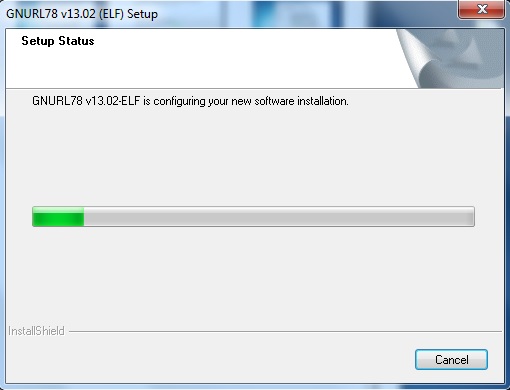 GNURL78 v13.02 (ELF) Setup
Setup Status
GNURL78 v13.02-ELF is configuring your new software installation.
InstallShield
Cancel